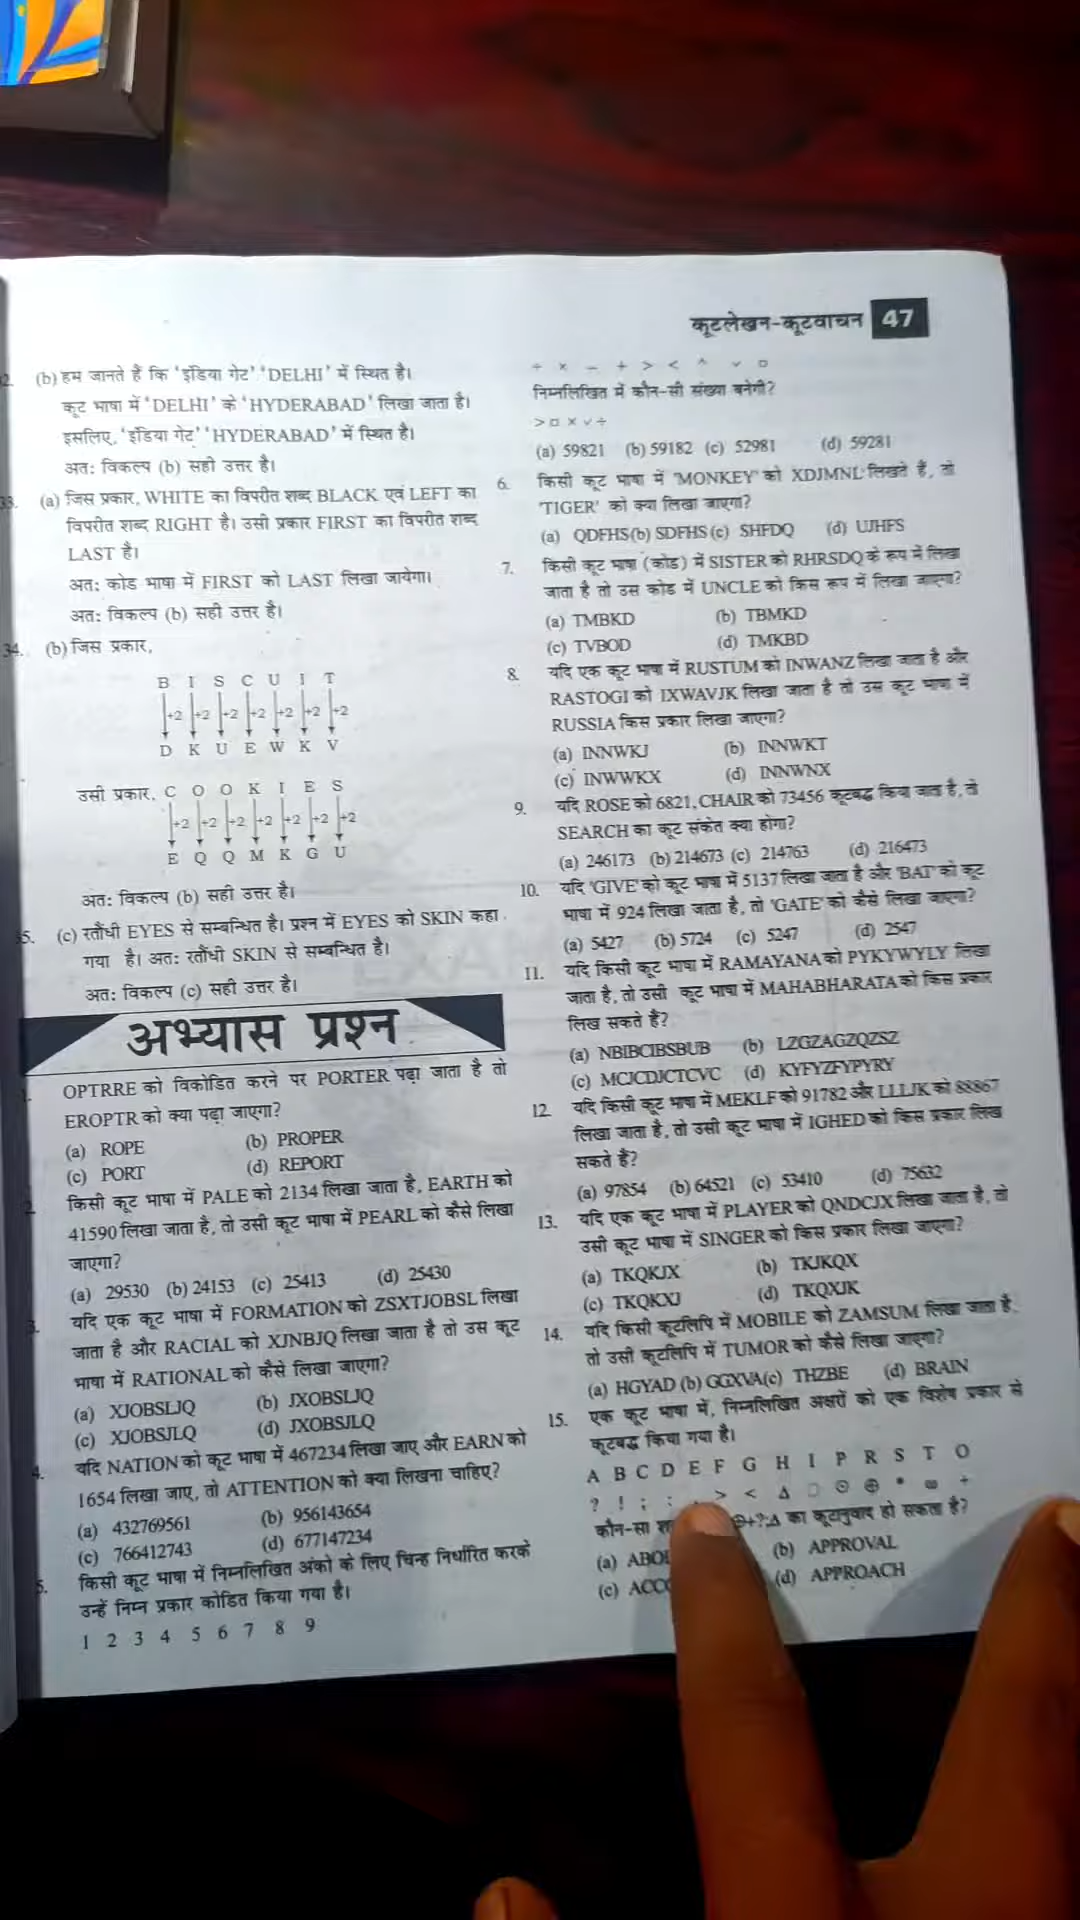 कूटलेखन-कूटवाचन 47
2. (b) हम जानते हैं कि 'इंडिया गेट' 'DELHI' में स्थित है।
कूट भाषा में 'DELHI' के 'HYDERABAD' लिखा जाता है।
इसलिए, 'इंडिया गेट' 'HYDERABAD' में स्थित है।
अत: विकल्प (b) सही उत्तर है।
33. (a) जिस प्रकार, WHITE का विपरीत शब्द BLACK एवं LEFT का
विपरीत शब्द RIGHT है। उसी प्रकार FIRST का विपरीत शब्द
LAST है।
अत: कोड भाषा में FIRST को LAST लिखा जायेगा।
अत: विकल्प (b) सही उत्तर है।
34. (b) जिस प्रकार,
B I S C U I T
+2 +2 +2 +2 +2 +2 +2
D K U E W K V
उसी प्रकार, C O O K I E S
+2 +2 +2 +2 +2 +2 +2
E Q Q M K G U
अत: विकल्प (b) सही उत्तर है।
35. (c) रतौंधी EYES से सम्बन्धित है। प्रश्न में EYES को SKIN कहा
गया है। अत: रतौंधी SKIN से सम्बन्धित है।
अत: विकल्प (c) सही उत्तर है।
अभ्यास प्रश्न
1. OPTRRE को विकोडित करने पर PORTER पढ़ा जाता है तो
EROPTR को क्या पढ़ा जाएगा?
(a) ROPE (b) PROPER
(c) PORT (d) REPORT
2. किसी कूट भाषा में PALE को 2134 लिखा जाता है, EARTH को
41590 लिखा जाता है, तो उसी कूट भाषा में PEARL को कैसे लिखा
जाएगा?
(a) 29530 (b) 24153 (c) 25413 (d) 25430
3. यदि एक कूट भाषा में FORMATION को ZSXTJOBSL लिखा
जाता है और RACIAL को XJNBJQ लिखा जाता है तो उस कूट
भाषा में RATIONAL को कैसे लिखा जाएगा?
(a) XJOBSLJQ (b) JXOBSLJQ
(c) XJOBSJLQ (d) JXOBSJLQ
4. यदि NATION को कूट भाषा में 467234 लिखा जाए और EARN को
1654 लिखा जाए, तो ATTENTION को क्या लिखना चाहिए?
(a) 432769561 (b) 956143654
(c) 766412743 (d) 677147234
5. किसी कूट भाषा में निम्नलिखित अंको के लिए चिन्ह निर्धारित करके
उन्हें निम्न प्रकार कोडित किया गया है।
1 2 3 4 5 6 7 8 9
÷ × − + > < ^ ∨ □
निम्नलिखित में कौन-सी संख्या बनेगी?
> □ × ∨ ÷
(a) 59821 (b) 59182 (c) 52981 (d) 59281
6. किसी कूट भाषा में 'MONKEY' को XDJMNL लिखते हैं, तो
'TIGER' को क्या लिखा जाएगा?
(a) QDFHS (b) SDFHS (c) SHFDQ (d) UJHFS
7. किसी कूट भाषा (कोड) में SISTER को RHRSDQ के रूप में लिखा
जाता है तो उस कोड में UNCLE को किस रूप में लिखा जाएगा?
(a) TMBKD (b) TBMKD
(c) TVBOD (d) TMKBD
8. यदि एक कूट भाषा में RUSTUM को INWANZ लिखा जाता है और
RASTOGI को IXWAVJK लिखा जाता है तो उस कूट भाषा में
RUSSIA किस प्रकार लिखा जाएगा?
(a) INNWKJ (b) INNWKT
(c) INWWKX (d) INNWNX
9. यदि ROSE को 6821, CHAIR को 73456 कूटबद्ध किया जाता है, तो
SEARCH का कूट संकेत क्या होगा?
(a) 246173 (b) 214673 (c) 214763 (d) 216473
10. यदि 'GIVE' को कूट भाषा में 5137 लिखा जाता है और 'BAT' को कूट
भाषा में 924 लिखा जाता है, तो 'GATE' को कैसे लिखा जाएगा?
(a) 5427 (b) 5724 (c) 5247 (d) 2547
11. यदि किसी कूट भाषा में RAMAYANA को PYKYWYLY लिखा
जाता है, तो उसी कूट भाषा में MAHABHARATA को किस प्रकार
लिख सकते हैं?
(a) NBIBCIBSBUB (b) LZGZAGZQZSZ
(c) MCJCDJCTCVC (d) KYFYZFYPYRY
12. यदि किसी कूट भाषा में MEKLF को 91782 और LLLJK को 88867
लिखा जाता है, तो उसी कूट भाषा में IGHED को किस प्रकार लिख
सकते हैं?
(a) 97854 (b) 64521 (c) 53410 (d) 75632
13. यदि एक कूट भाषा में PLAYER को QNDCJX लिखा जाता है, तो
उसी कूट भाषा में SINGER को किस प्रकार लिखा जाएगा?
(a) TKQKJX (b) TKJKQX
(c) TKQKXJ (d) TKQXJK
14. यदि किसी कूटलिपि में MOBILE को ZAMSUM लिखा जाता है,
तो उसी कूटलिपि में TUMOR को कैसे लिखा जाएगा?
(a) HGYAD (b) GGXVA (c) THZBE (d) BRAIN
15. एक कूट भाषा में, निम्नलिखित अक्षरों को एक विशेष प्रकार से
कूटबद्ध किया गया है।
A B C D E F G H I P R S T O
? ! ; : . > < Δ □ ⊙ ⊕ * ∞ +
कौन-सा ⊕+?;Δ का कूटानुवाद हो सकता है?
(a) (b) APPROVAL
(c) (d) APPROACH